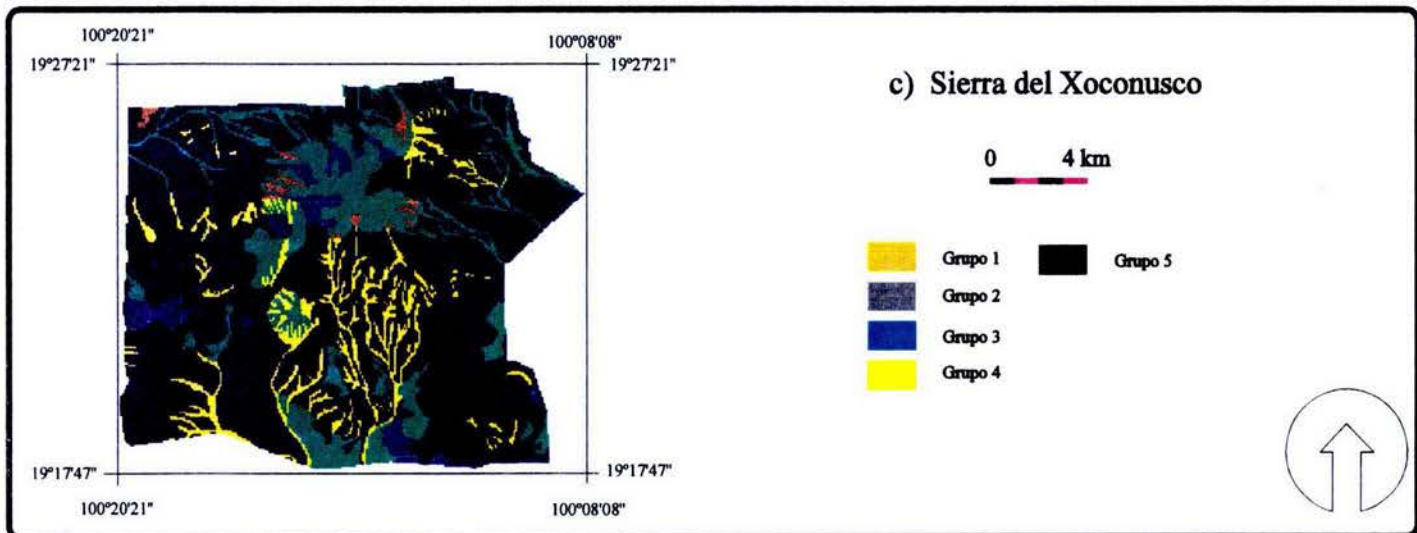 100°20'21"
100°08'08"
19°27'21"
19°27'21"
c) Sierra del Xoconusco
0 4 km
Grupo 1
Grupo 5
Grupo 2
Grupo 3
Grupo 4
19°17'47"
19°17'47"
100°20'21"
100°08'08"